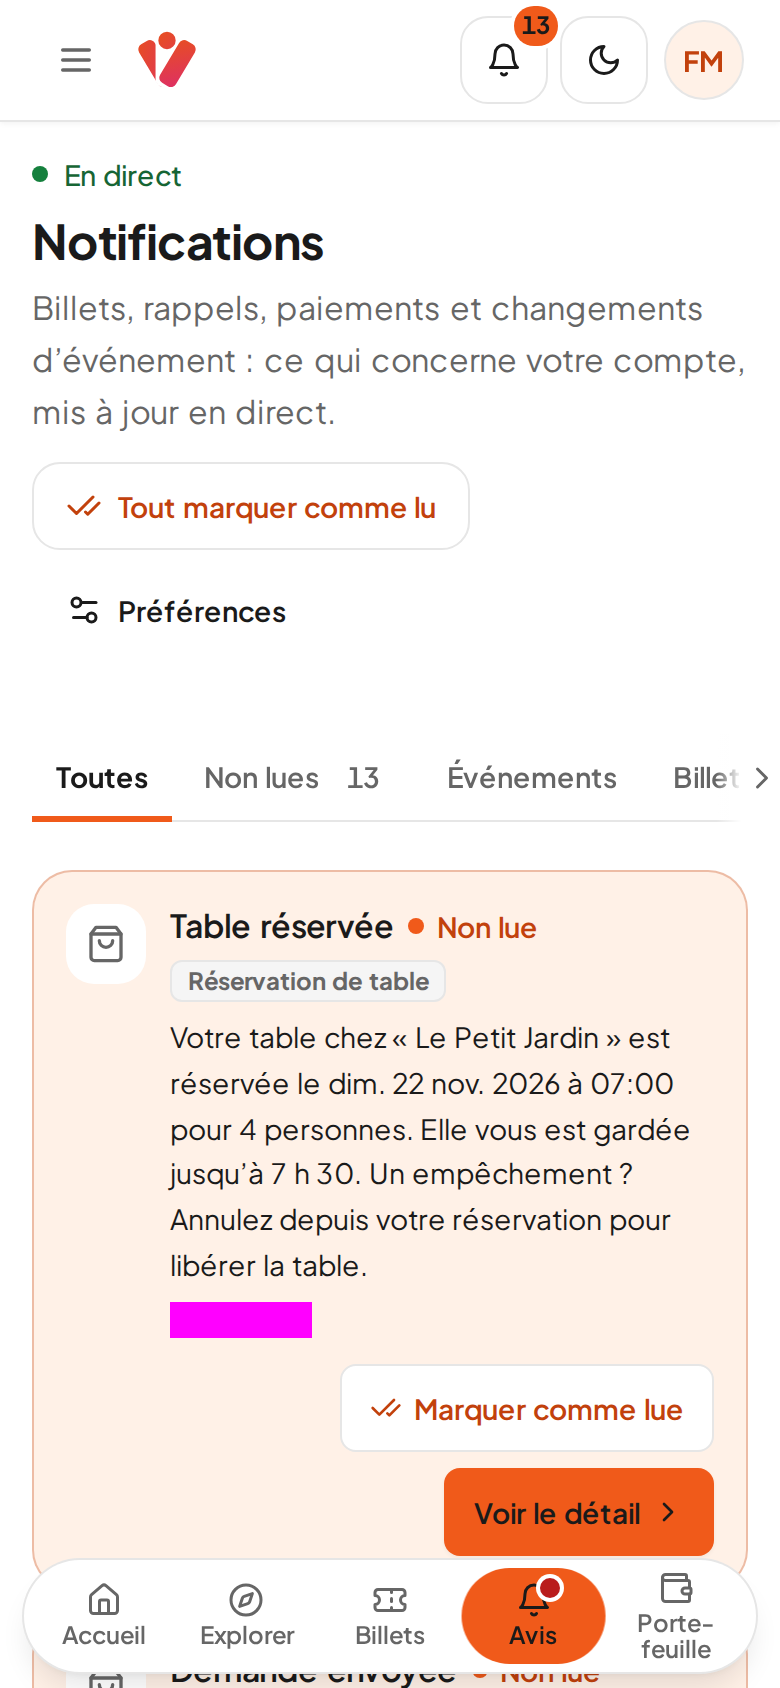 13
FM
En direct
Notifications
Billets, rappels, paiements et changements
d’événement : ce qui concerne votre compte,
mis à jour en direct.
Tout marquer comme lu
Préférences
Toutes Non lues 13 Événements Billet
Table réservée Non lue
Réservation de table
Votre table chez « Le Petit Jardin » est
réservée le dim. 22 nov. 2026 à 07:00
pour 4 personnes. Elle vous est gardée
jusqu’à 7 h 30. Un empêchement ?
Annulez depuis votre réservation pour
libérer la table.
Marquer comme lue
Voir le détail
Accueil Explorer Billets Avis Porte-
feuille
Demande envoyée Non lue